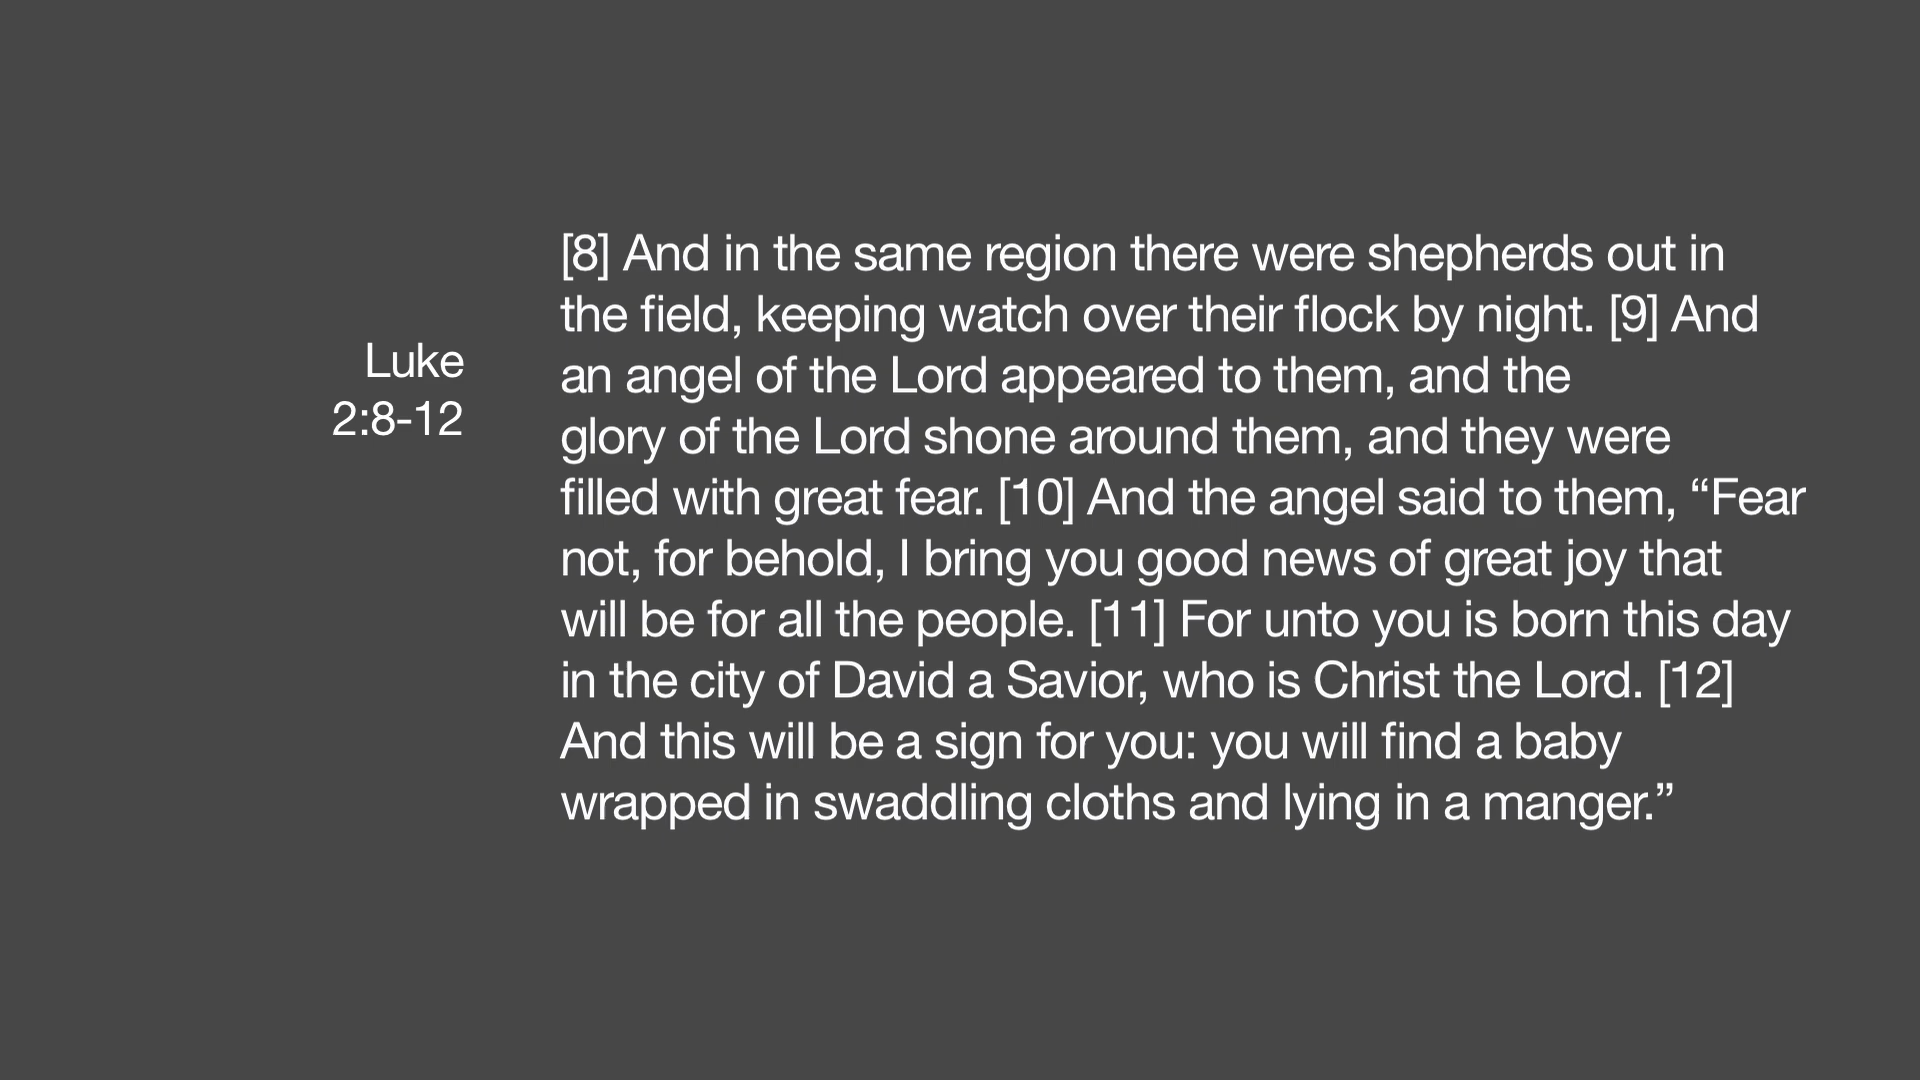 Luke
2:8-12
[8] And in the same region there were shepherds out in
the field, keeping watch over their flock by night. [9] And
an angel of the Lord appeared to them, and the
glory of the Lord shone around them, and they were
filled with great fear. [10] And the angel said to them, “Fear
not, for behold, I bring you good news of great joy that
will be for all the people. [11] For unto you is born this day
in the city of David a Savior, who is Christ the Lord. [12]
And this will be a sign for you: you will find a baby
wrapped in swaddling cloths and lying in a manger.”